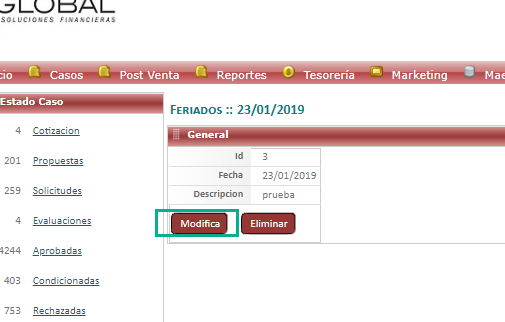 GLOBAL
SOLUCIONES FINANCIERAS
cio Casos Post Venta Reportes Tesorería Marketing Mae
Estado Caso
4 Cotizacion
201 Propuestas
259 Solicitudes
4 Evaluaciones
4244 Aprobadas
403 Condicionadas
753 Rechazadas
FERIADOS :: 23/01/2019
General
Id 3
Fecha 23/01/2019
Descripcion prueba
Modifica Eliminar